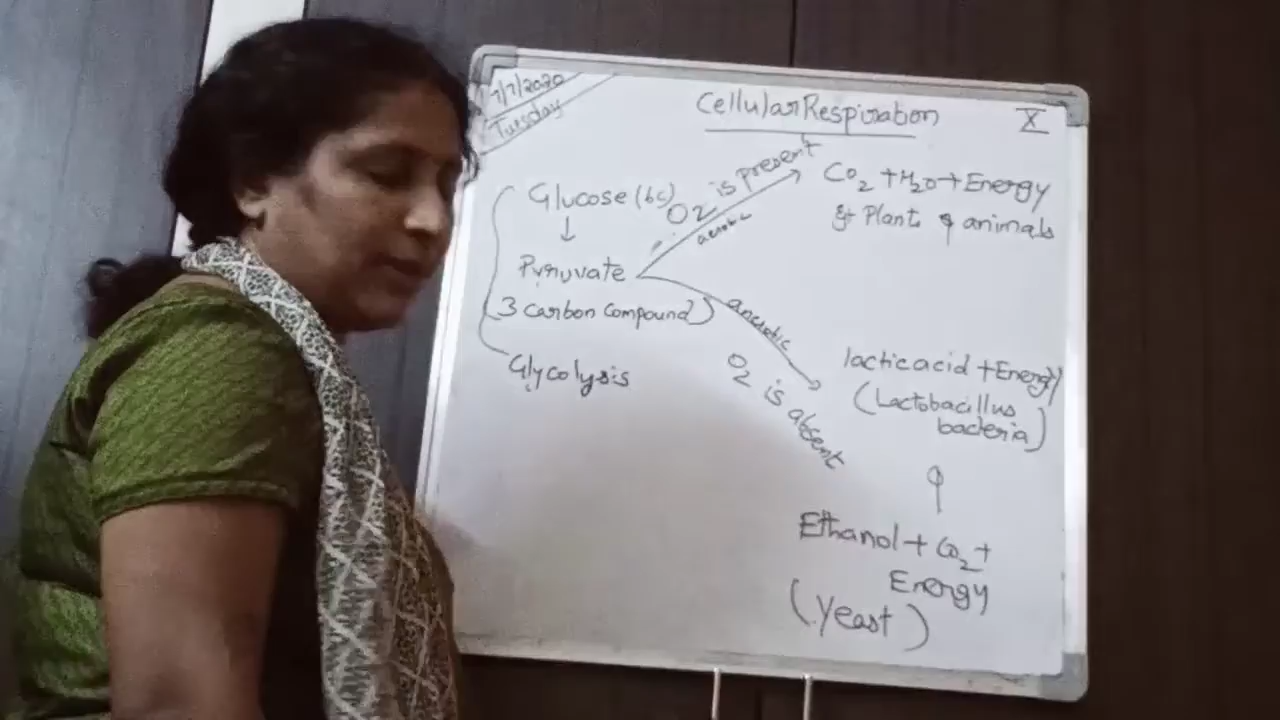 7/7/2020
Tuesday
Cellular Respiration
X
Glucose (6c)
↓
Pyruvate
(3 carbon compound)
Glycolysis
O2 is present
aerobic
CO2 + H2O + Energy
Plants & animals
anerobic
O2 is absent
lactic acid + Energy
(Lactobacillus
bacteria)
Ethanol + CO2 +
Energy
(Yeast)